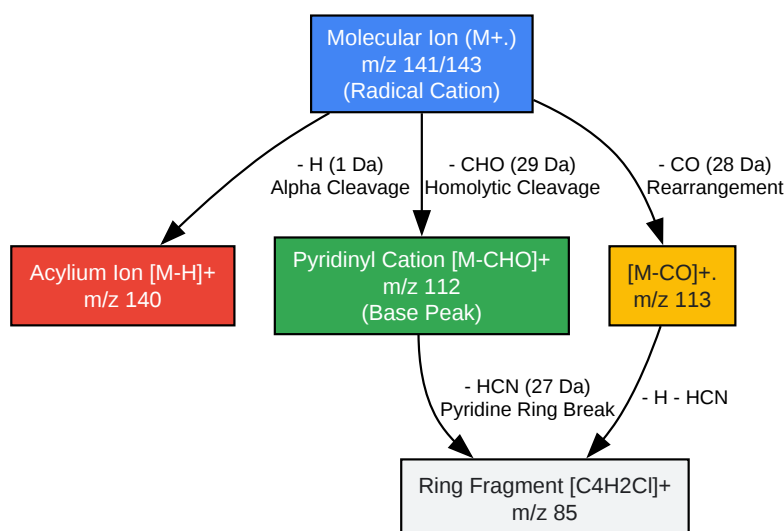 Molecular Ion (M+.)
m/z 141/143
(Radical Cation)
- H (1 Da)
Alpha Cleavage
- CHO (29 Da)
Homolytic Cleavage
- CO (28 Da)
Rearrangement
Acylium Ion [M-H]+
m/z 140
Pyridinyl Cation [M-CHO]+
m/z 112
(Base Peak)
[M-CO]+.
m/z 113
- HCN (27 Da)
Pyridine Ring Break
- H - HCN
Ring Fragment [C4H2Cl]+
m/z 85